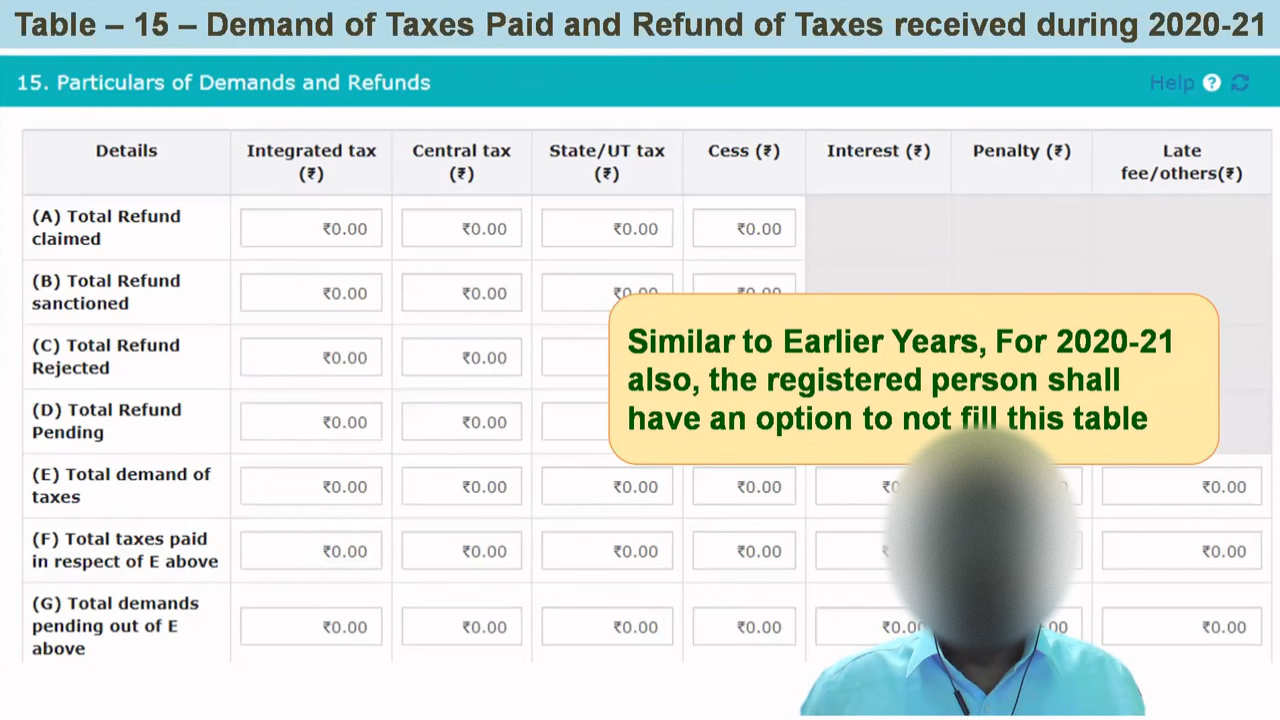 Table – 15 – Demand of Taxes Paid and Refund of Taxes received during 2020-21
15. Particulars of Demands and Refunds Help ?
Details Integrated tax (₹) Central tax (₹) State/UT tax (₹) Cess (₹) Interest (₹) Penalty (₹) Late fee/others(₹)
(A) Total Refund claimed ₹0.00 ₹0.00 ₹0.00 ₹0.00
(B) Total Refund sanctioned ₹0.00 ₹0.00 ₹0.00 ₹0.00
(C) Total Refund Rejected ₹0.00 ₹0.00
(D) Total Refund Pending ₹0.00 ₹0.00
Similar to Earlier Years, For 2020-21
also, the registered person shall
have an option to not fill this table
(E) Total demand of taxes ₹0.00 ₹0.00 ₹0.00 ₹0.00 ₹0.00
(F) Total taxes paid in respect of E above ₹0.00 ₹0.00 ₹0.00 ₹0.00 ₹0.00
(G) Total demands pending out of E above ₹0.00 ₹0.00 ₹0.00 ₹0.00 ₹0.00 ₹0.00